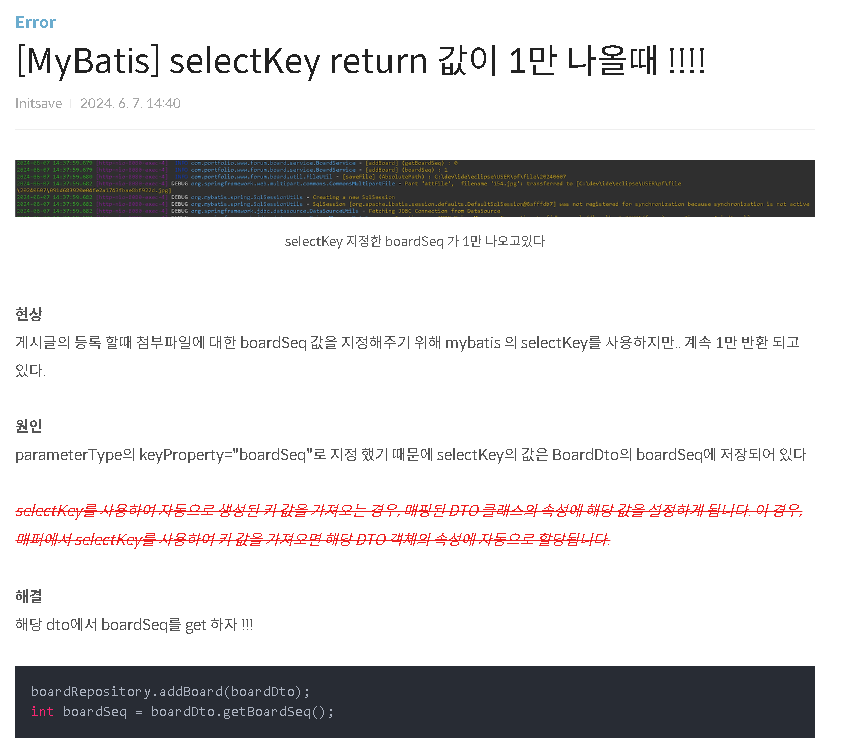 Error
[MyBatis] selectKey return 값이 1만 나올때 !!!!
Initsave | 2024. 6. 7. 14:40
selectKey 지정한 boardSeq 가 1만 나오고있다
현상
게시글의 등록 할때 첨부파일에 대한 boardSeq 값을 지정해주기 위해 mybatis 의 selectKey를 사용하지만.. 계속 1만 반환 되고
있다.
원인
parameterType의 keyProperty="boardSeq"로 지정 했기 때문에 selectKey의 값은 BoardDto의 boardSeq에 저장되어 있다
selectKey를 사용하여 자동으로 생성된 키 값을 가져오는 경우, 매핑된 DTO 클래스의 속성에 해당 값을 설정하게 됩니다. 이 경우,
매퍼에서 selectKey를 사용하여 키 값을 가져오면 해당 DTO 객체의 속성에 자동으로 할당됩니다.
해결
해당 dto에서 boardSeq를 get 하자 !!!
boardRepository.addBoard(boardDto);
int boardSeq = boardDto.getBoardSeq();